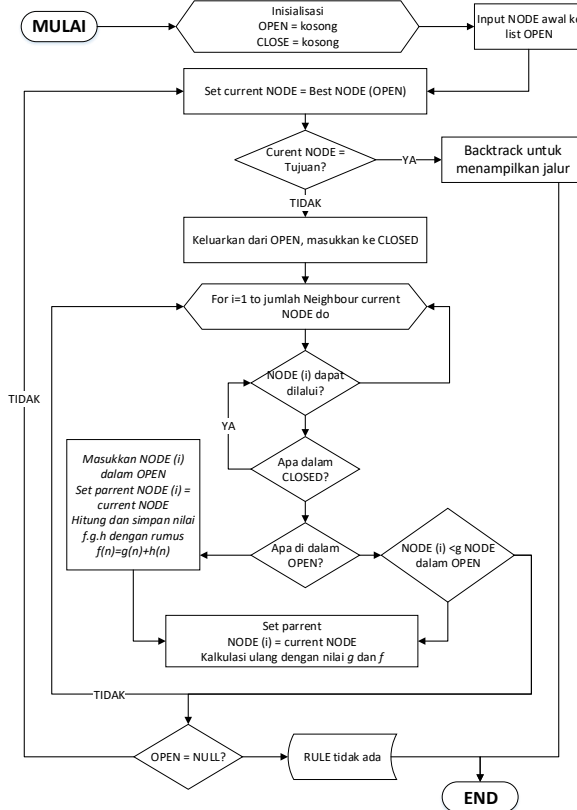 MULAI
Inisialisasi
OPEN = kosong
CLOSE = kosong
Input NODE awal ke
list OPEN
Set current NODE = Best NODE (OPEN)
Curent NODE =
Tujuan?
YA
Backtrack untuk
menampilkan jalur
TIDAK
Keluarkan dari OPEN, masukkan ke CLOSED
For i=1 to jumlah Neighbour current
NODE do
NODE (i) dapat
dilalui?
TIDAK
YA
Apa dalam
CLOSED?
Masukkan NODE (i)
dalam OPEN
Set parrent NODE (i) =
current NODE
Hitung dan simpan nilai
f.g.h dengan rumus
f(n)=g(n)+h(n)
Apa di dalam
OPEN?
NODE (i) <g NODE
dalam OPEN
Set parrent
NODE (i) = current NODE
Kalkulasi ulang dengan nilai g dan f
TIDAK
OPEN = NULL?
RULE tidak ada
END